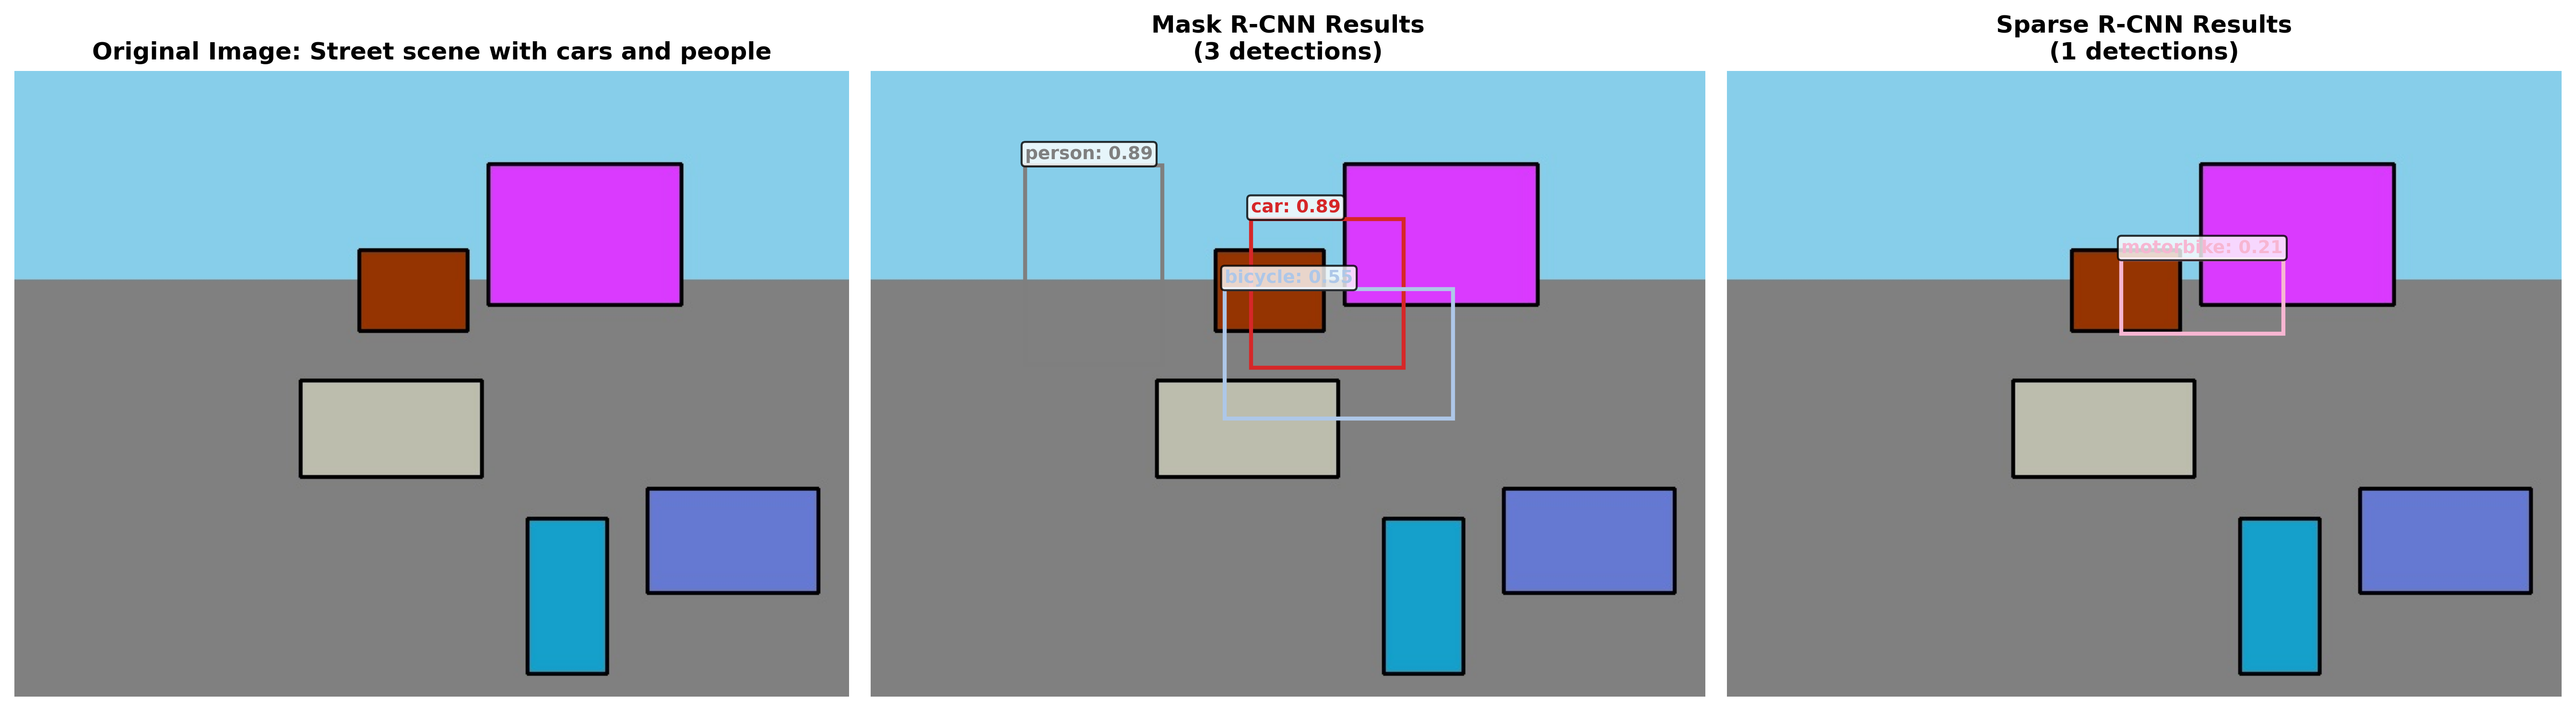 Original Image: Street scene with cars and people
Mask R-CNN Results
(3 detections)
person: 0.89
car: 0.89
bicycle: 0.55
Sparse R-CNN Results
(1 detections)
motorbike: 0.21